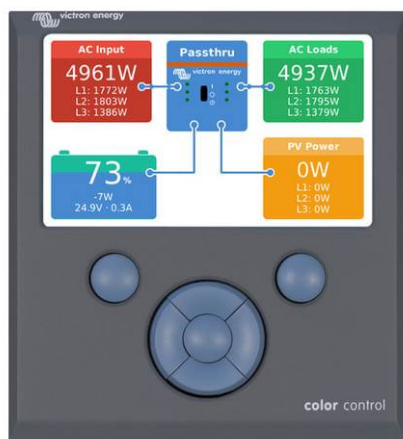 victron energy
AC Input
4961W
L1: 1772W
L2: 1803W
L3: 1386W
Passthru
victron energy
AC Loads
4937W
L1: 1763W
L2: 1795W
L3: 1379W
73%
-7W
24.9V · 0.3A
PV Power
0W
L1: 0W
L2: 0W
L3: 0W
color control